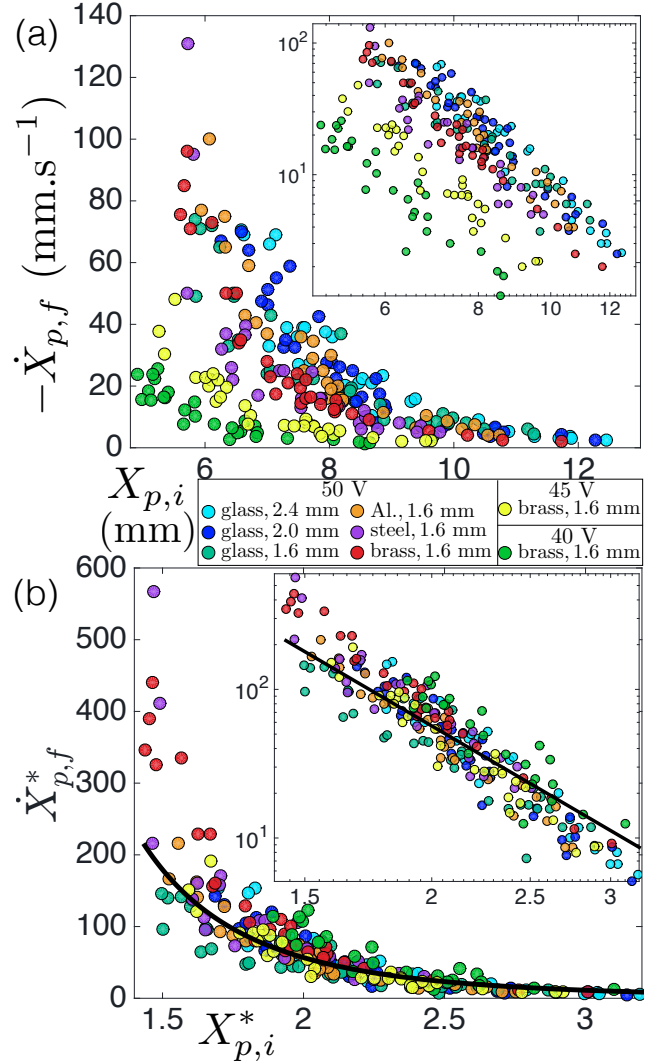 (a)
140
120
100
80
60
40
20
0
−Ẋp,f (mm.s⁻¹)
10²
10¹
6 8 10 12
6 8 10 12
Xp,i
(mm)
50 V
glass, 2.4 mm
glass, 2.0 mm
glass, 1.6 mm
Al., 1.6 mm
steel, 1.6 mm
brass, 1.6 mm
45 V
brass, 1.6 mm
40 V
brass, 1.6 mm
(b)
600
500
400
300
200
100
0
Ẋ*p,f
10²
10¹
1.5 2 2.5 3
1.5 2 2.5 3
X*p,i